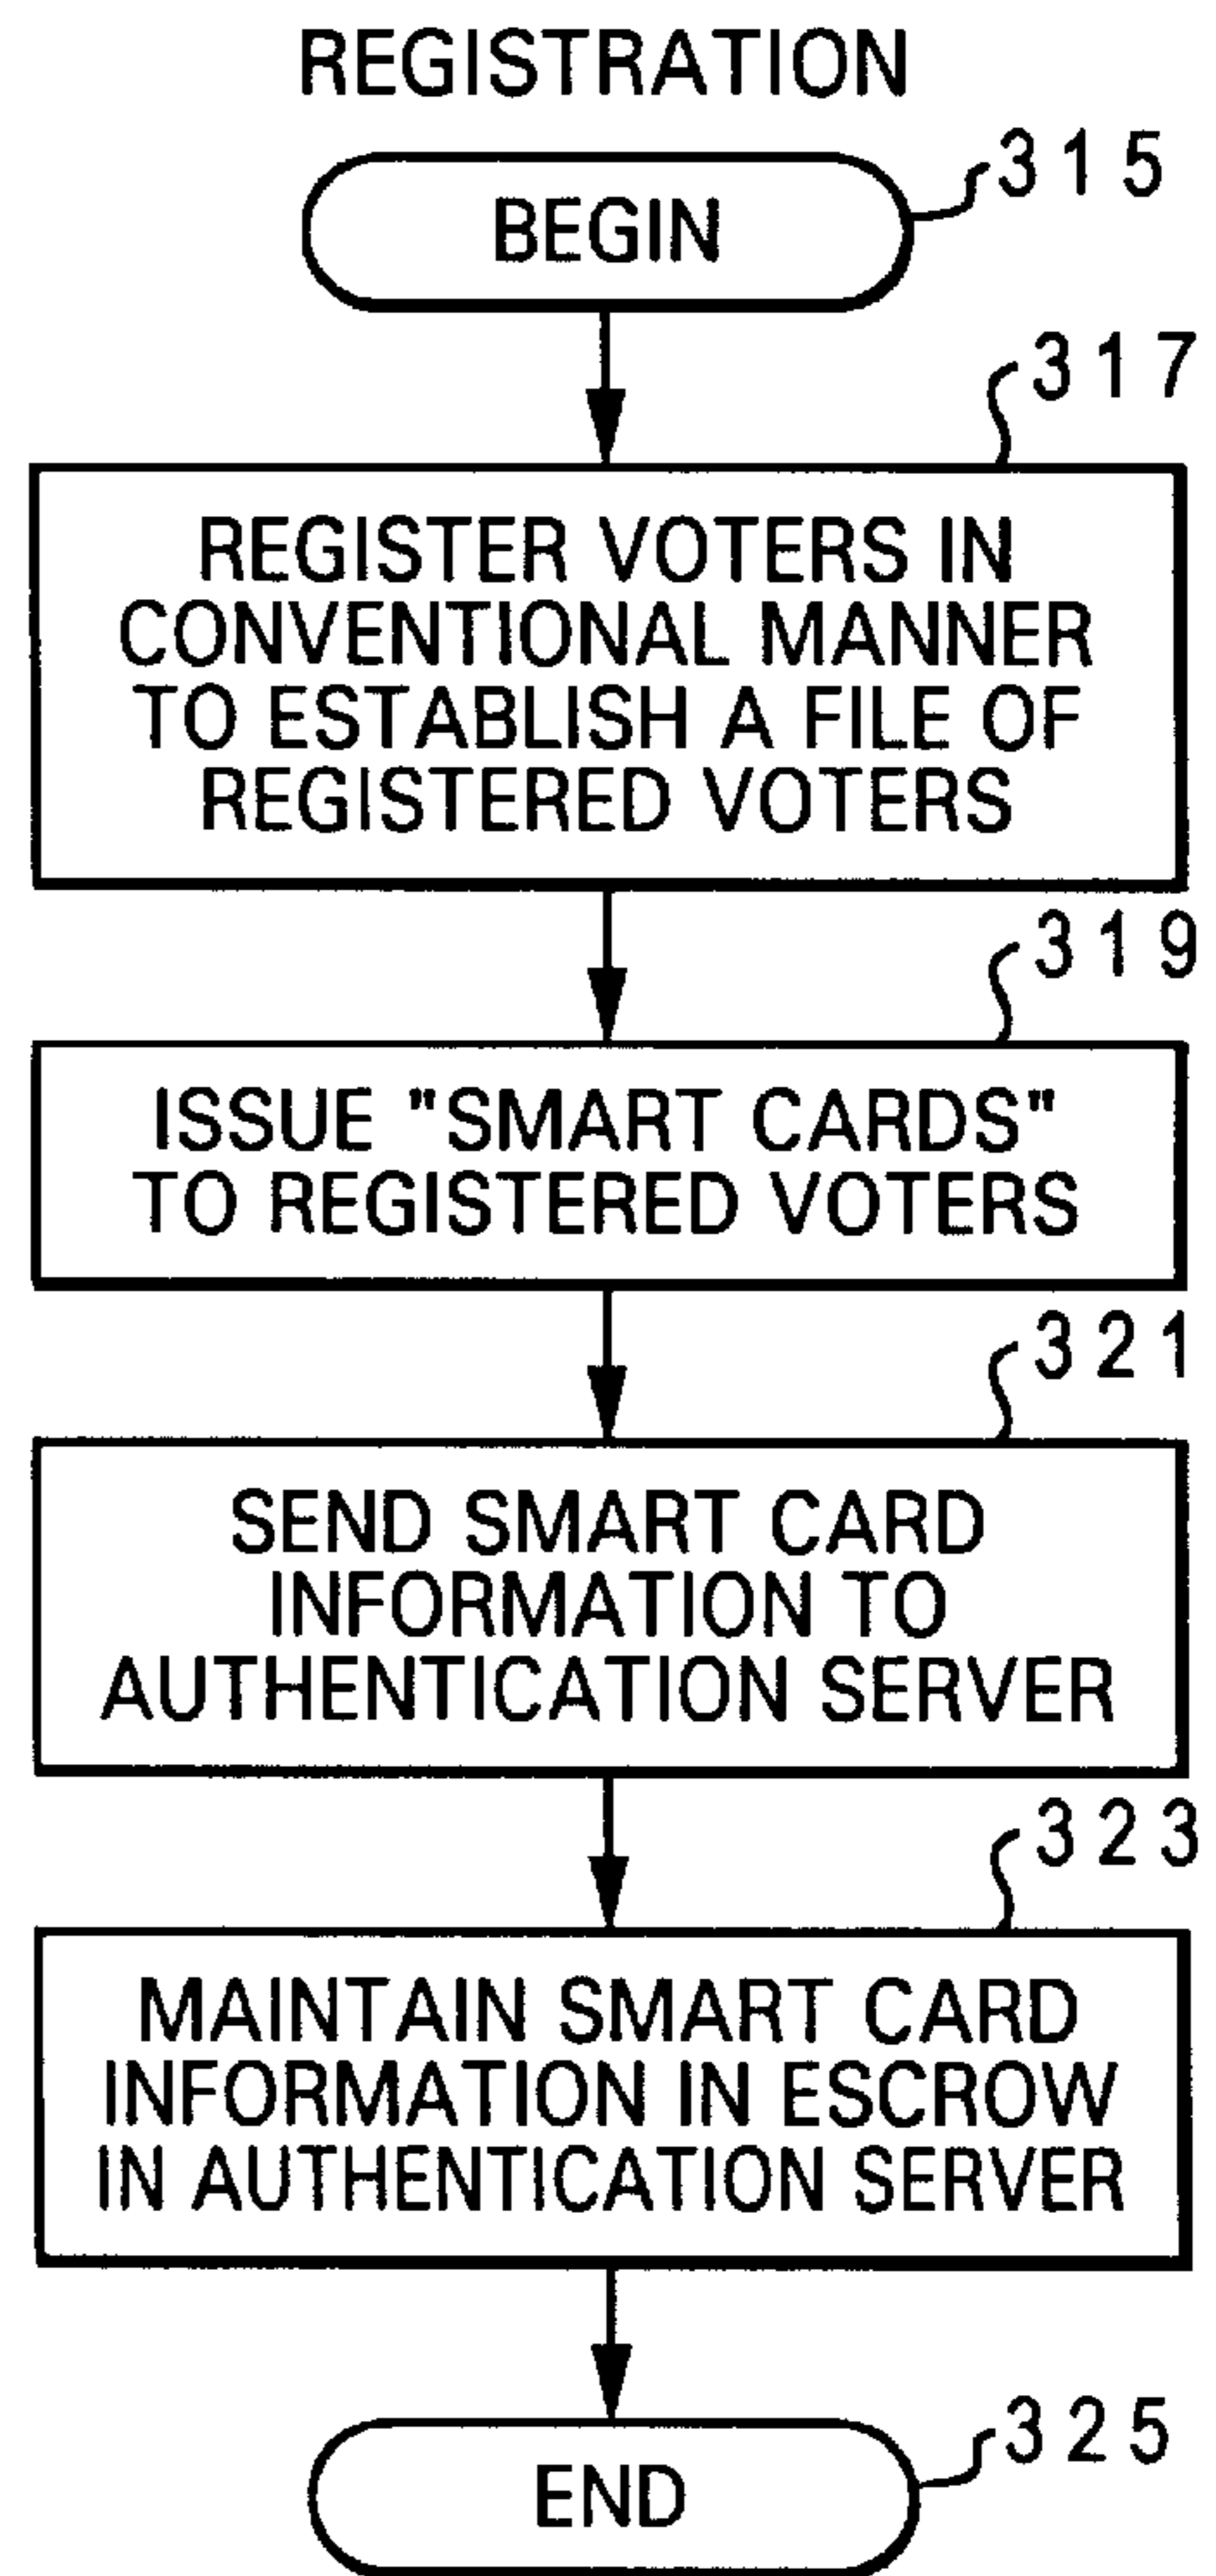 REGISTRATION
BEGIN
315
317
REGISTER VOTERS IN
CONVENTIONAL MANNER
TO ESTABLISH A FILE OF
REGISTERED VOTERS
319
ISSUE "SMART CARDS"
TO REGISTERED VOTERS
321
SEND SMART CARD
INFORMATION TO
AUTHENTICATION SERVER
323
MAINTAIN SMART CARD
INFORMATION IN ESCROW
IN AUTHENTICATION SERVER
325
END